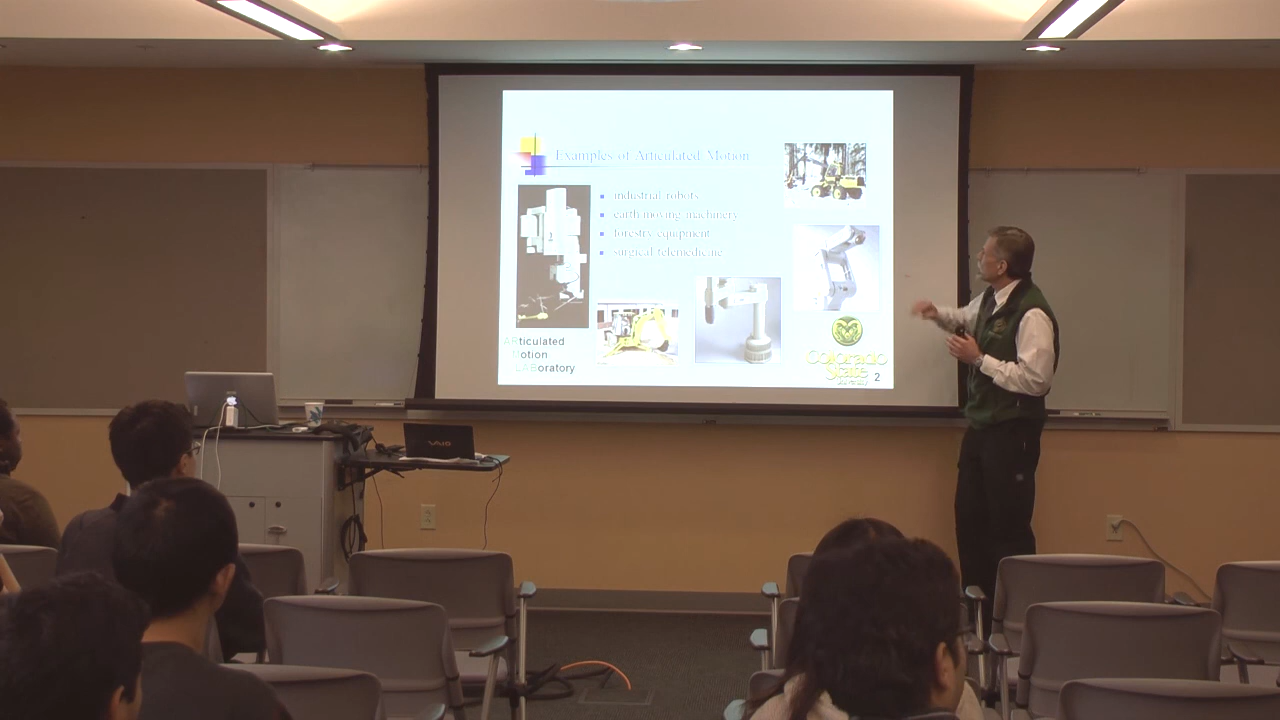 Examples of Articulated Motion
industrial robots
earth moving machinery
forestry equipment
surgical telemedicine
ARticulated
Motion
LABoratory
Colorado
State
University
2
VAIO